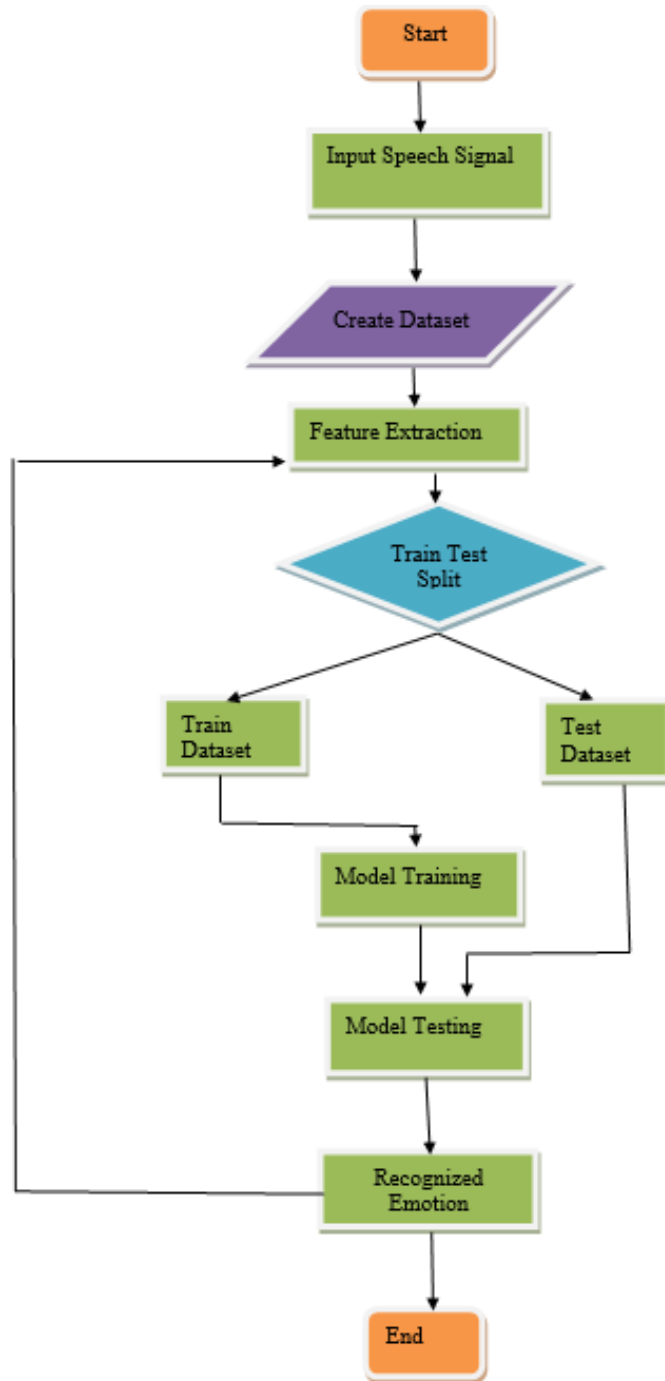 Start
Input Speech Signal
Create Dataset
Feature Extraction
Train Test
Split
Train
Dataset
Test
Dataset
Model Training
Model Testing
Recognized
Emotion
End